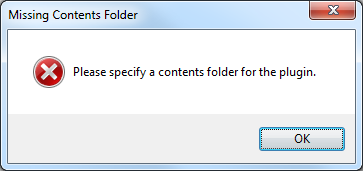 Missing Contents Folder
Please specify a contents folder for the plugin.
OK